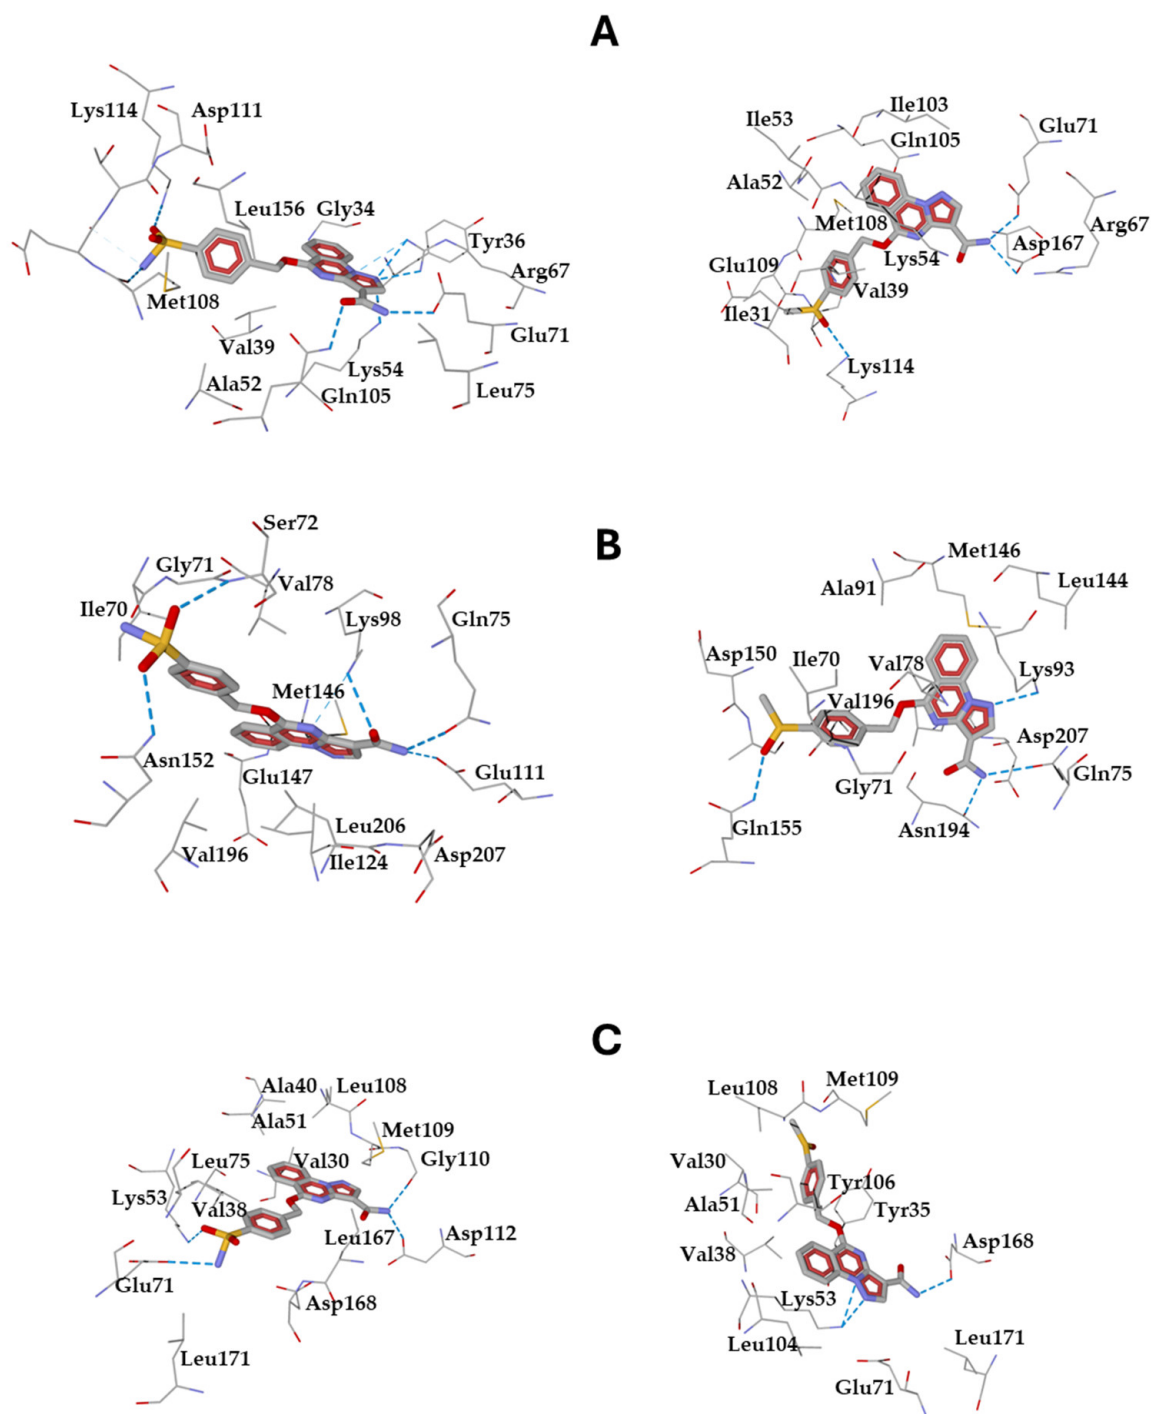 A
Lys114
Asp111
Leu156
Gly34
Tyr36
Arg67
Met108
Val39
Glu71
Ala52
Lys54
Gln105
Leu75
Ile53
Ile103
Gln105
Glu71
Ala52
Met108
Arg67
Asp167
Lys54
Glu109
Val39
Ile31
Lys114
B
Ser72
Gly71
Val78
Ile70
Lys98
Gln75
Met146
Asn152
Glu147
Glu111
Leu206
Val196
Ile124
Asp207
Met146
Ala91
Leu144
Asp150
Ile70
Val78
Lys93
Val196
Asp207
Gly71
Gln75
Gln155
Asn194
C
Ala40
Leu108
Ala51
Met109
Leu75
Val30
Gly110
Lys53
Val38
Leu167
Asp112
Glu71
Asp168
Leu171
Leu108
Met109
Val30
Tyr106
Ala51
Tyr35
Val38
Asp168
Lys53
Leu104
Leu171
Glu71